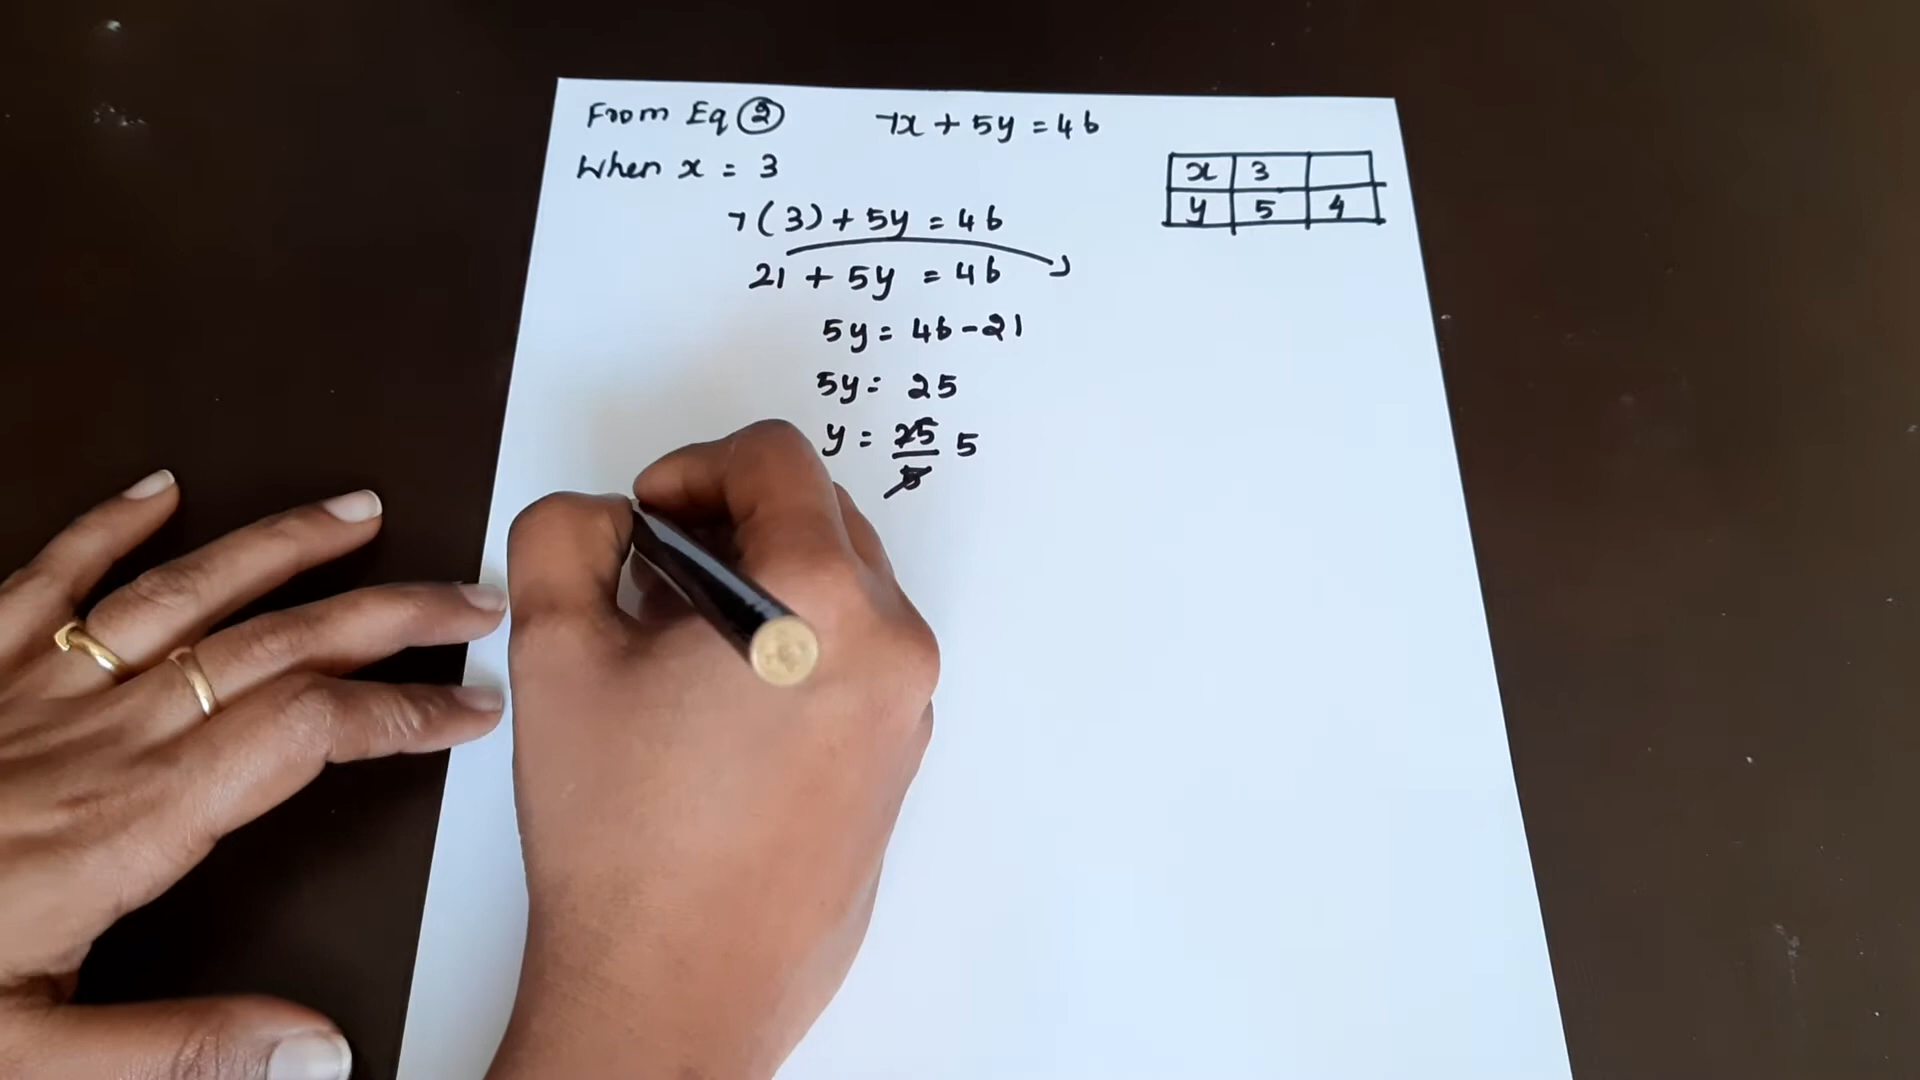 From Eq ② 7x + 5y = 46
When x = 3
x 3
y 5 4
7(3) + 5y = 46
21 + 5y = 46
5y = 46 - 21
5y = 25
y = 25/5 5